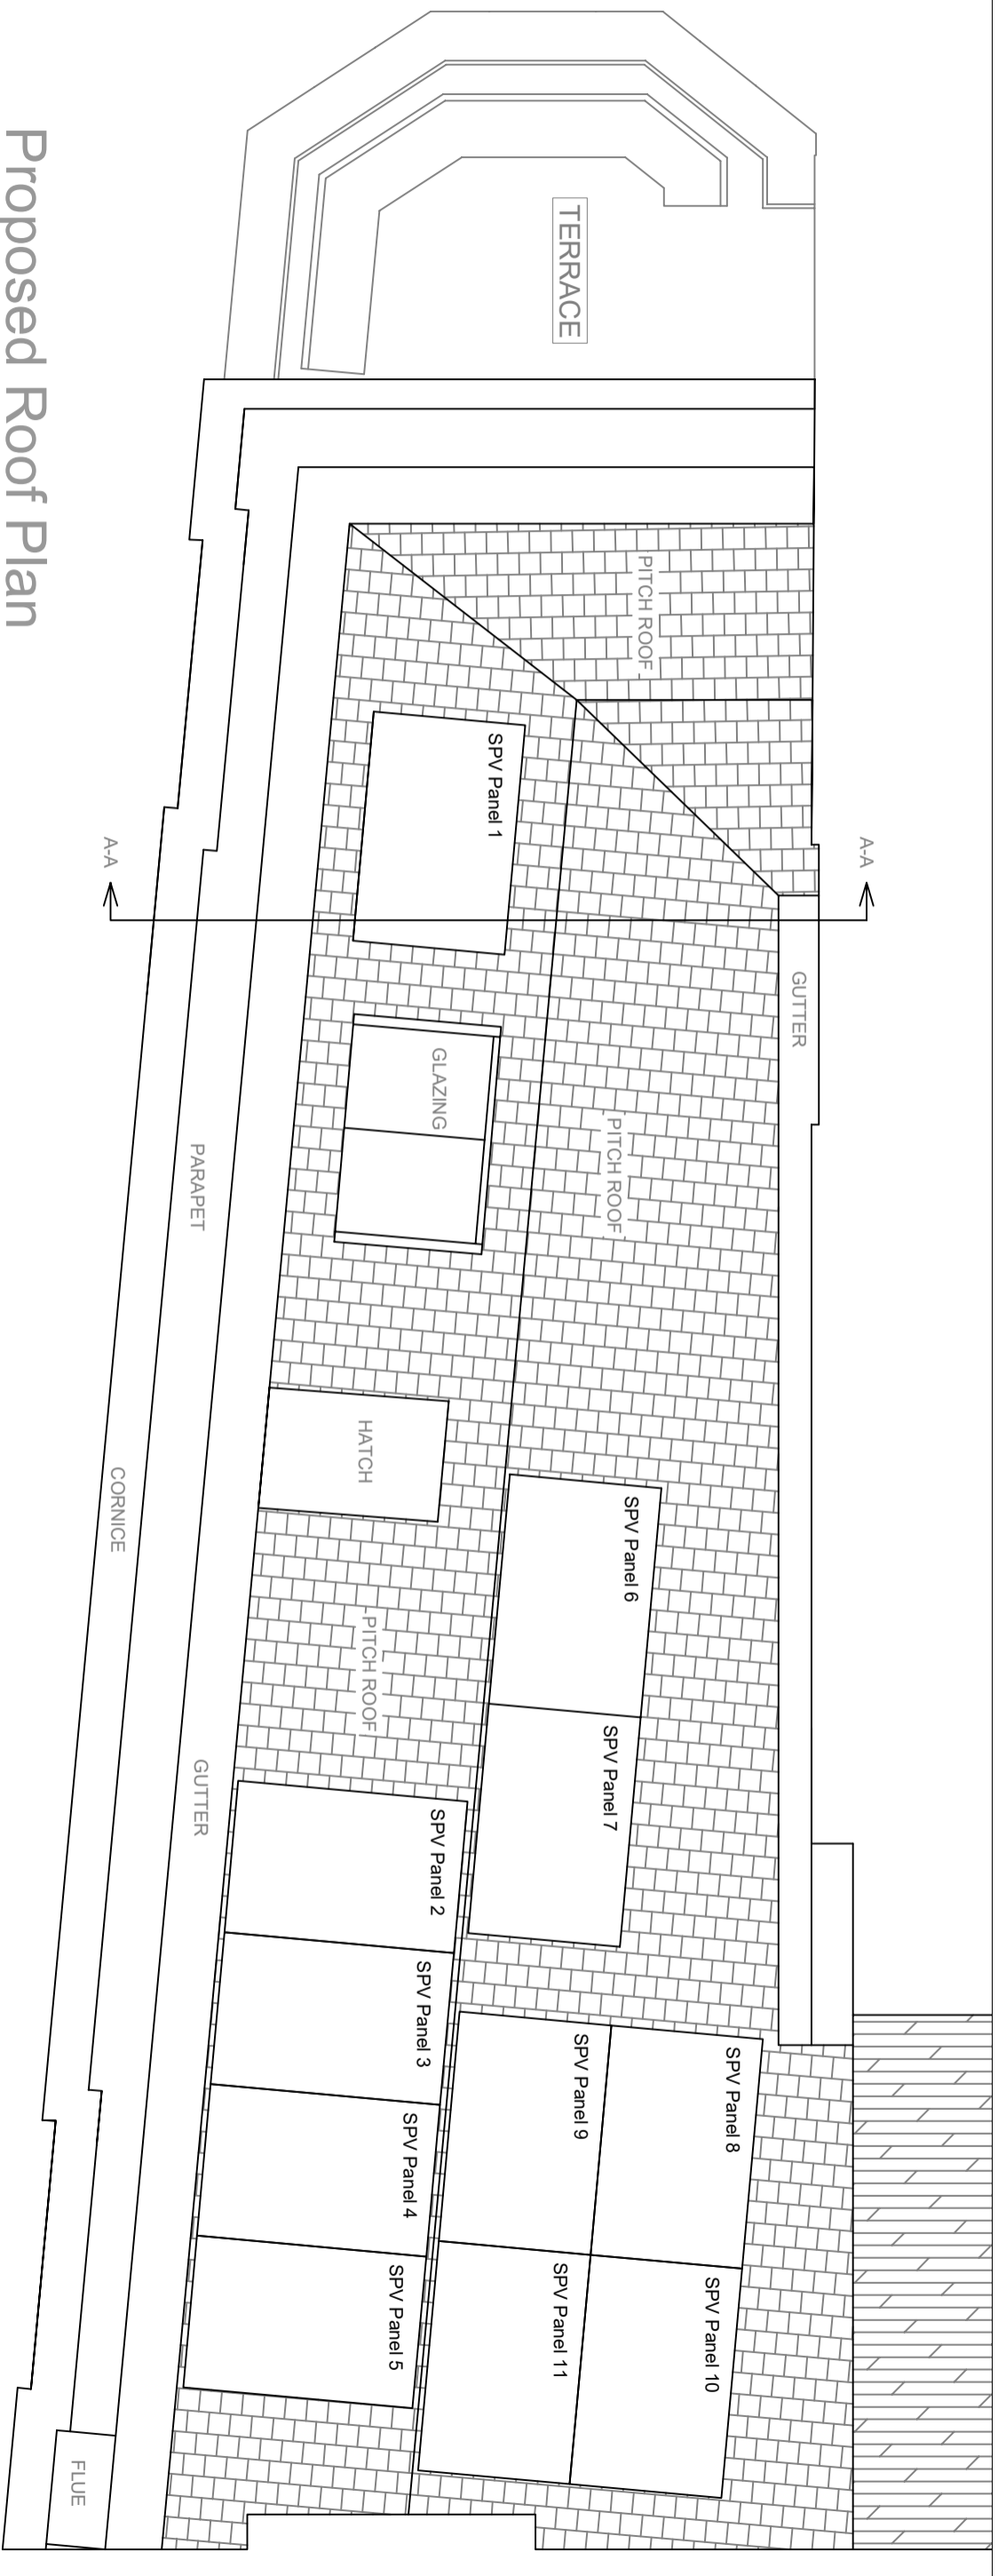 Proposed Roof Plan
TERRACE
PITCH ROOF
A-A
A-A
GUTTER
SPV Panel 1
GLAZING
PITCH ROOF
PARAPET
HATCH
CORNICE
SPV Panel 6
PITCH ROOF
SPV Panel 7
GUTTER
SPV Panel 2
SPV Panel 3
SPV Panel 4
SPV Panel 5
SPV Panel 8
SPV Panel 9
SPV Panel 10
SPV Panel 11
FLUE